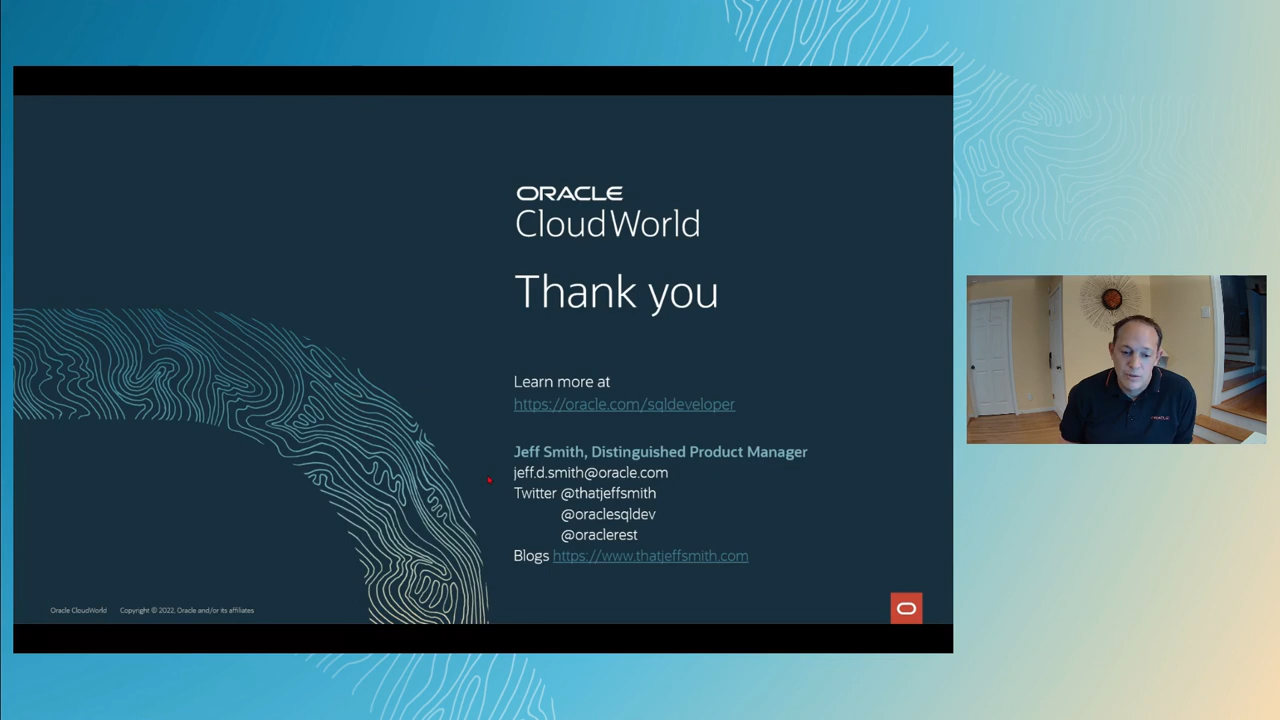 ORACLE
CloudWorld
Thank you
Learn more at
https://oracle.com/sqldeveloper
Jeff Smith, Distinguished Product Manager
jeff.d.smith@oracle.com
Twitter @thatjeffsmith
@oraclesqldev
@oraclerest
Blogs https://www.thatjeffsmith.com
Oracle CloudWorld Copyright © 2022, Oracle and/or its affiliates
ORACLE